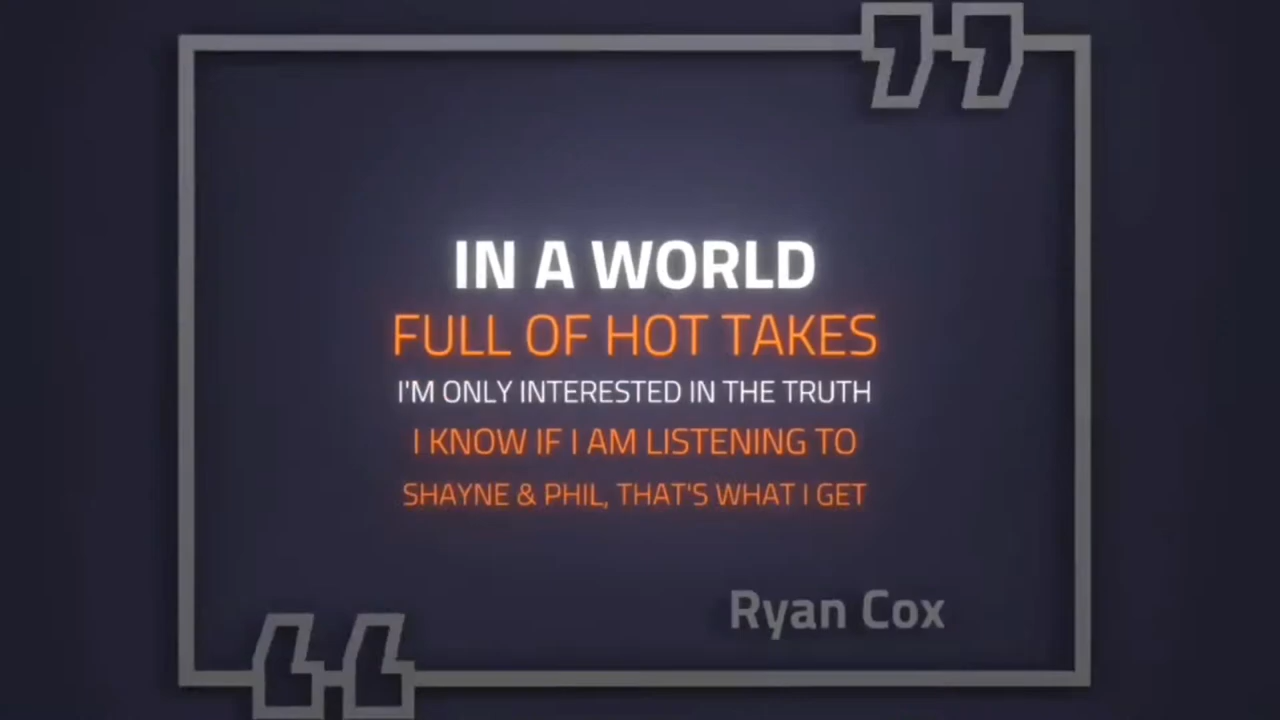 IN A WORLD
FULL OF HOT TAKES
I'M ONLY INTERESTED IN THE TRUTH
I KNOW IF I AM LISTENING TO
SHAYNE & PHIL, THAT'S WHAT I GET
Ryan Cox